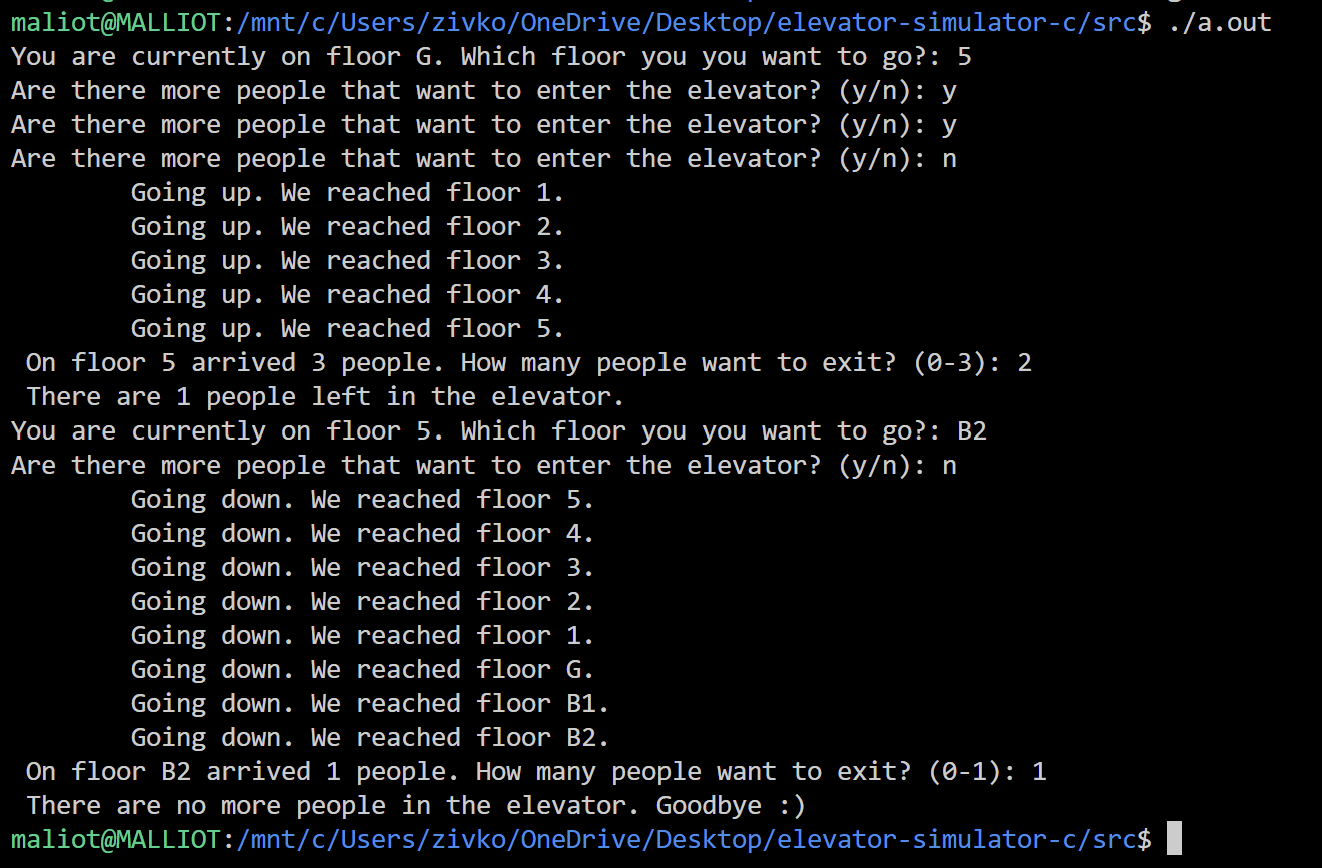 maliot@MALLIOT:/mnt/c/Users/zivko/OneDrive/Desktop/elevator-simulator-c/src$ ./a.out
You are currently on floor G. Which floor you you want to go?: 5
Are there more people that want to enter the elevator? (y/n): y
Are there more people that want to enter the elevator? (y/n): y
Are there more people that want to enter the elevator? (y/n): n
Going up. We reached floor 1.
Going up. We reached floor 2.
Going up. We reached floor 3.
Going up. We reached floor 4.
Going up. We reached floor 5.
On floor 5 arrived 3 people. How many people want to exit? (0-3): 2
There are 1 people left in the elevator.
You are currently on floor 5. Which floor you you want to go?: B2
Are there more people that want to enter the elevator? (y/n): n
Going down. We reached floor 5.
Going down. We reached floor 4.
Going down. We reached floor 3.
Going down. We reached floor 2.
Going down. We reached floor 1.
Going down. We reached floor G.
Going down. We reached floor B1.
Going down. We reached floor B2.
On floor B2 arrived 1 people. How many people want to exit? (0-1): 1
There are no more people in the elevator. Goodbye :)
maliot@MALLIOT:/mnt/c/Users/zivko/OneDrive/Desktop/elevator-simulator-c/src$